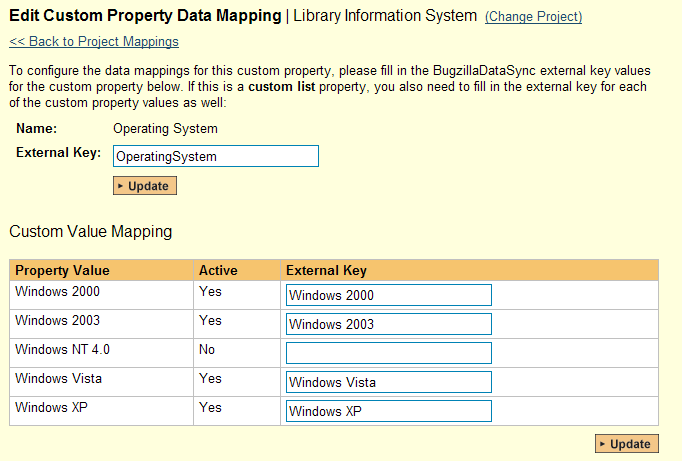 Edit Custom Property Data Mapping | Library Information System (Change Project)
<< Back to Project Mappings
To configure the data mappings for this custom property, please fill in the BugzillaDataSync external key values
for the custom property below. If this is a custom list property, you also need to fill in the external key for each
of the custom property values as well:
Name: Operating System
External Key: OperatingSystem
Update
Custom Value Mapping
Property Value Active External Key
Windows 2000 Yes Windows 2000
Windows 2003 Yes Windows 2003
Windows NT 4.0 No
Windows Vista Yes Windows Vista
Windows XP Yes Windows XP
Update